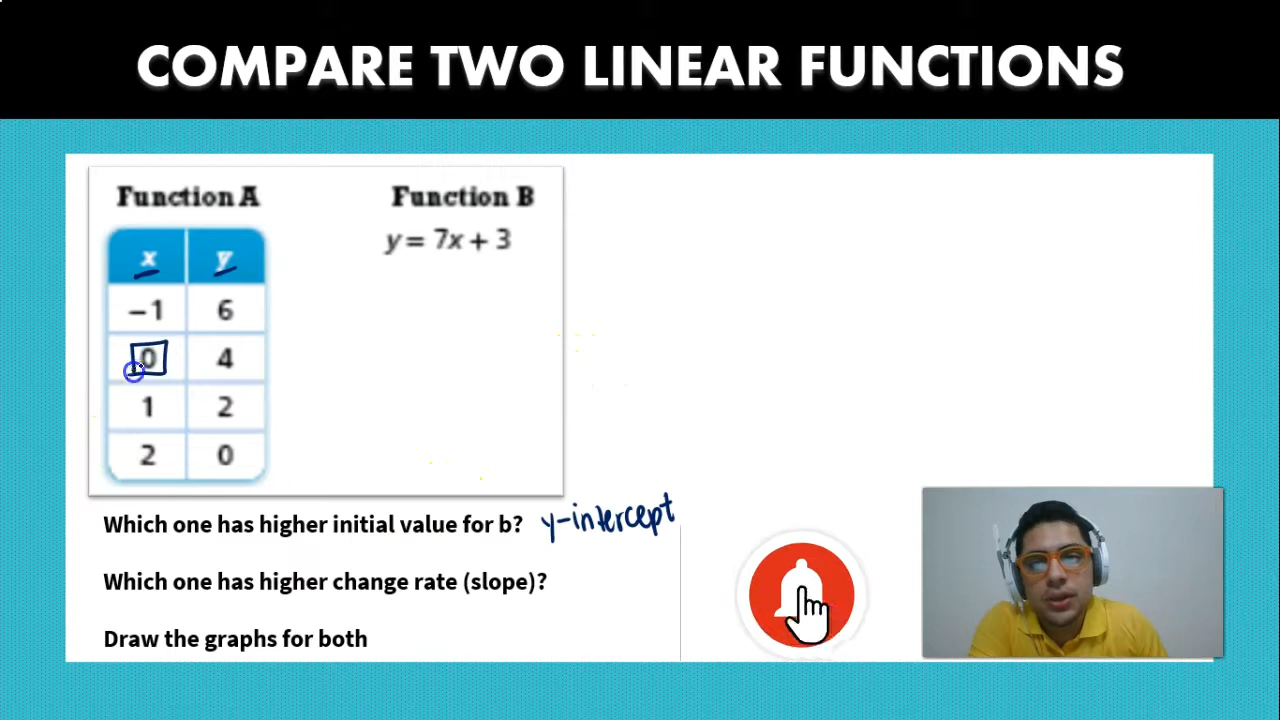 COMPARE TWO LINEAR FUNCTIONS
Function A
Function B
y = 7x + 3
x y
−1 6
0 4
1 2
2 0
Which one has higher initial value for b? y-intercept
Which one has higher change rate (slope)?
Draw the graphs for both